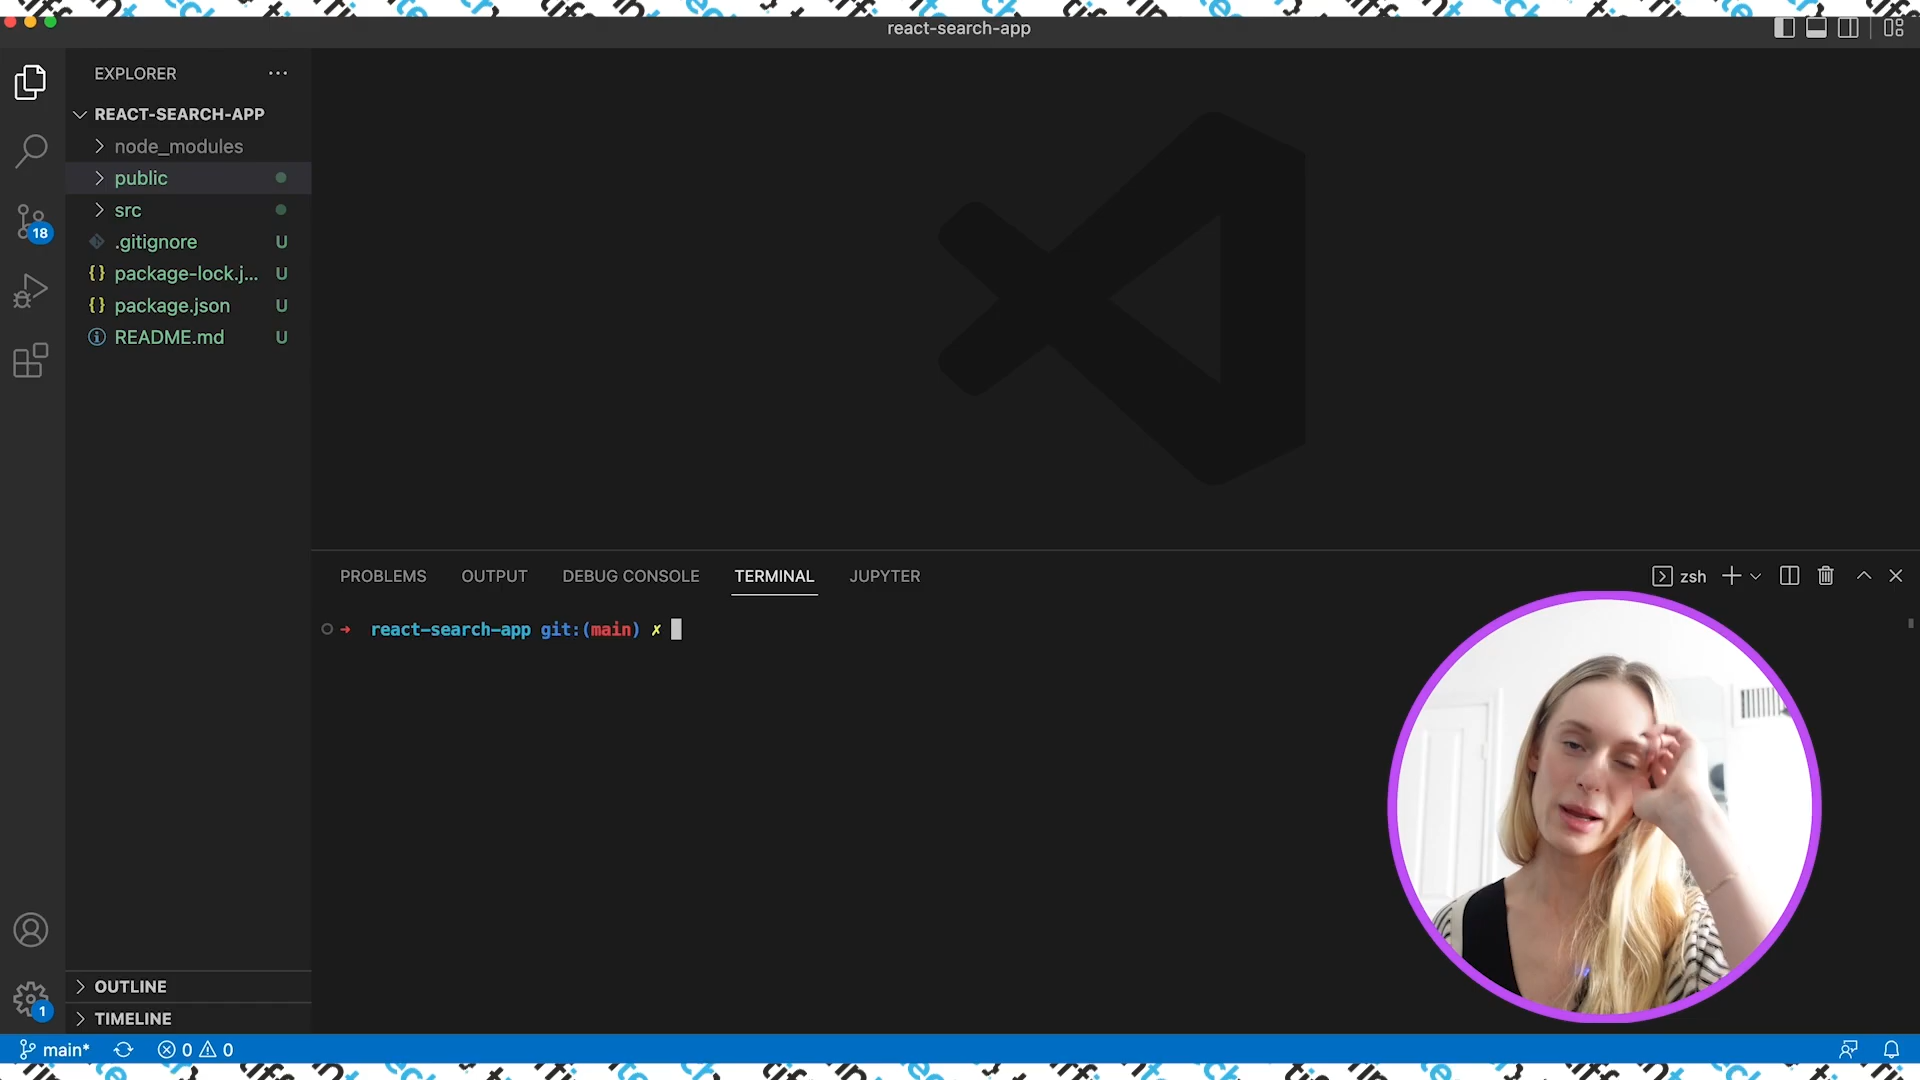 react-search-app
EXPLORER
REACT-SEARCH-APP
node_modules
public
src
.gitignore U
package-lock.j... U
package.json U
README.md U
18
PROBLEMS OUTPUT DEBUG CONSOLE TERMINAL JUPYTER
zsh
react-search-app git:(main) ✗
OUTLINE
TIMELINE
1
main* 0 0